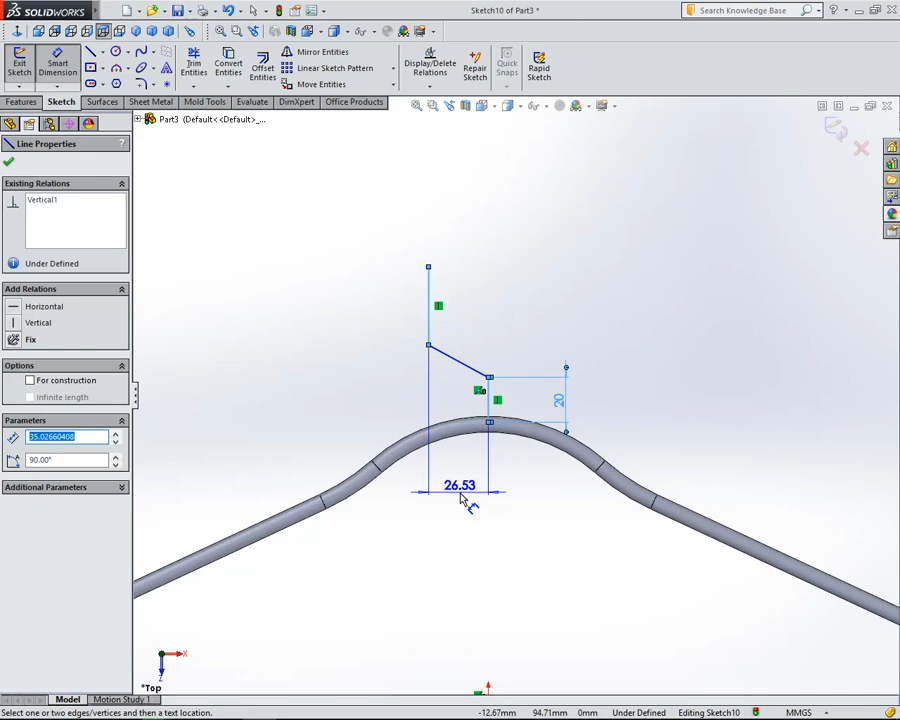 SOLIDWORKS
Sketch10 of Part3 *
Search Knowledge Base
Exit Sketch
Smart Dimension
Trim Entities
Convert Entities
Offset Entities
Mirror Entities
Linear Sketch Pattern
Move Entities
Display/Delete Relations
Repair Sketch
Quick Snaps
Rapid Sketch
Features
Sketch
Surfaces
Sheet Metal
Mold Tools
Evaluate
DimXpert
Office Products
Part3 (Default<<Default>_...
Line Properties
Existing Relations
Vertical1
Under Defined
Add Relations
Horizontal
Vertical
Fix
Options
For construction
Infinite length
Parameters
35.02660408
90.00°
Additional Parameters
20
26.53
X
Z
*Top
Model
Motion Study 1
Select one or two edges/vertices and then a text location.
-12.67mm
94.71mm
0mm
Under Defined
Editing Sketch10
MMGS